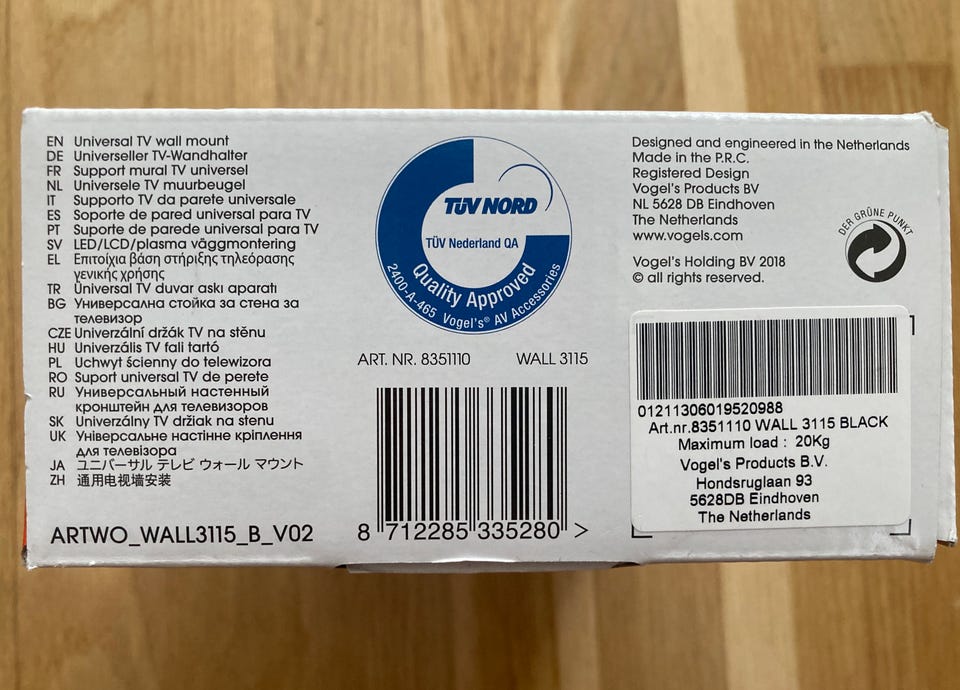 EN Universal TV wall mount
DE Universeller TV-Wandhalter
FR Support mural TV universel
NL Universele TV muurbeugel
IT Supporto TV da parete universale
ES Soporte de pared universal para TV
PT Suporte de parede universal para TV
SV LED/LCD/plasma väggmontering
EL Επιτοίχια βάση στήριξης τηλεόρασης
γενικής χρήσης
TR Üniversal TV duvar askı aparatı
BG Универсална стойка за стена за
телевизор
CZE Univerzální držák TV na stěnu
HU Univerzális TV fali tartó
PL Uchwyt ścienny do telewizora
RO Suport universal TV de perete
RU Универсальный настенный
кронштейн для телевизоров
SK Univerzálny TV držiak na stenu
UK Універсальне настінне кріплення
для телевізора
JA ユニバーサル テレビ ウォール マウント
ZH 通用电视墙安装
ARTWO_WALL3115_B_V02
TÜV NORD
TÜV Nederland QA
Quality Approved
2400-A-465 Vogel's® AV Accessories
ART. NR. 8351110 WALL 3115
8 712285 335280 >
Designed and engineered in the Netherlands
Made in the P.R.C.
Registered Design
Vogel's Products BV
NL 5628 DB Eindhoven
The Netherlands
www.vogels.com
Vogel's Holding BV 2018
© all rights reserved.
DER GRÜNE PUNKT
01211306019520988
Art.nr.8351110 WALL 3115 BLACK
Maximum load : 20Kg
Vogel's Products B.V.
Hondsruglaan 93
5628DB Eindhoven
The Netherlands